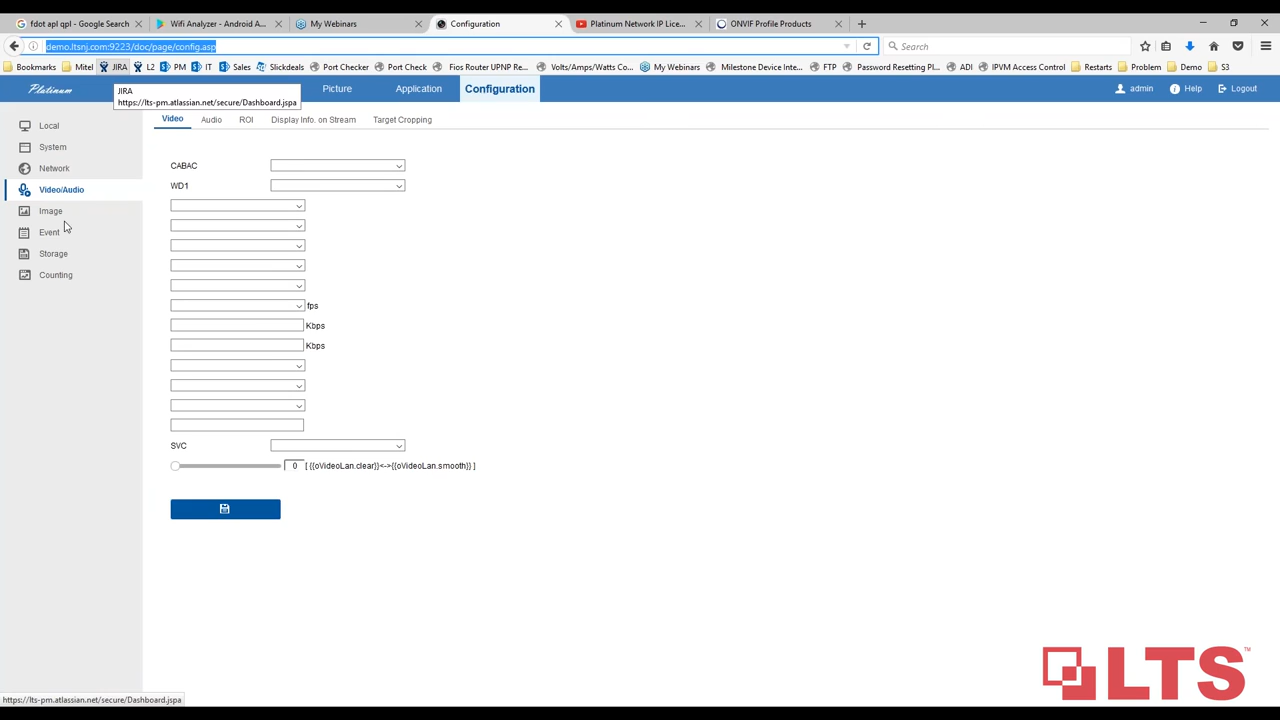 fdot apl qpl - Google Search
Wifi Analyzer - Android A...
My Webinars
Configuration
Platinum Network IP Lice...
ONVIF Profile Products
demo.ltsnj.com:9223/doc/page/config.asp
Search
Bookmarks
Mitel
JIRA
L2
PM
IT
Sales
Slickdeals
Port Checker
Fios Router UPNP Re...
Port Check
Volts/Amps/Watts Co...
My Webinars
Milestone Device Inter...
FTP
Password Resetting Pl...
ADI
IPVM Access Control
Restarts
Problem
Demo
S3
Platinum
JIRA
https://lts-pm.atlassian.net/secure/Dashboard.jspa
Picture
Application
Configuration
admin
Help
Logout
Local
System
Network
Video/Audio
Image
Event
Storage
Counting
Video
Audio
ROI
Display Info. on Stream
Target Cropping
CABAC
WD1
fps
Kbps
Kbps
SVC
0 [ {{oVideoLan.clear}}<->{{oVideoLan.smooth}} ]
LTS™
https://lts-pm.atlassian.net/secure/Dashboard.jspa